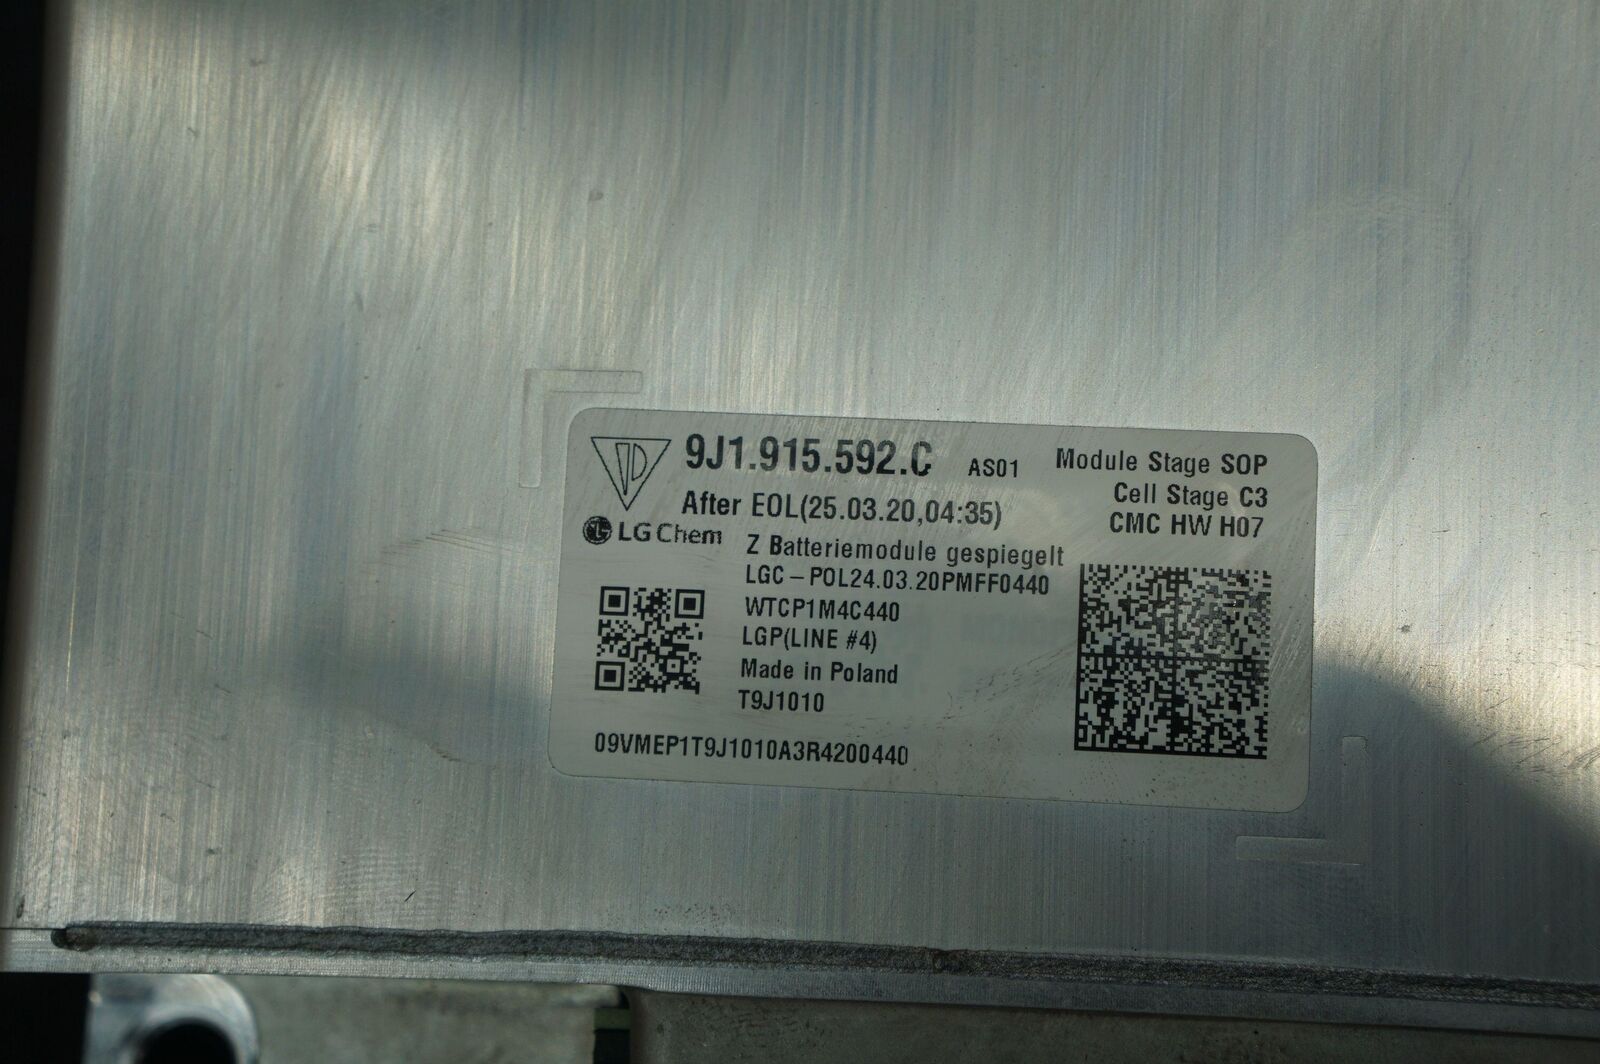 9J1.915.592.C AS01 Module Stage SOP
After EOL(25.03.20,04:35) Cell Stage C3
LG Chem CMC HW H07
Z Batteriemodule gespiegelt
LGC-POL24.03.20PMFF0440
WTCP1M4C440
LGP(LINE #4)
Made in Poland
T9J1010
09VMEP1T9J1010A3R4200440